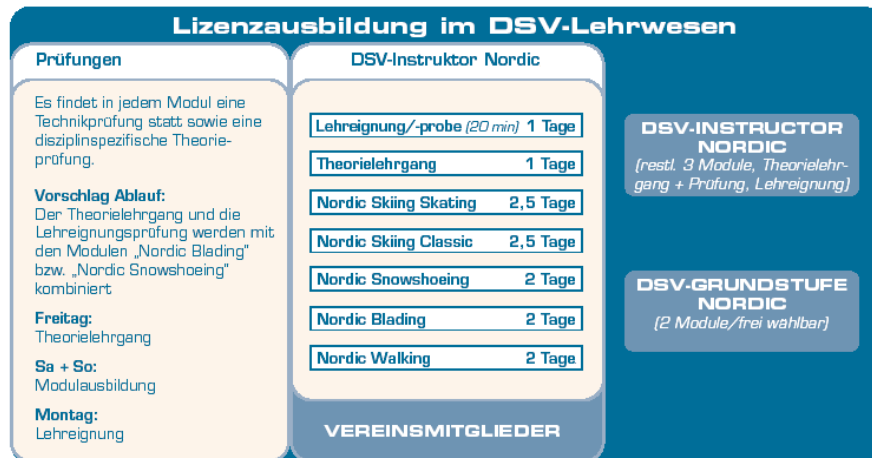 Lizenzausbildung im DSV-Lehrwesen
Prüfungen
Es findet in jedem Modul eine
Technikprüfung statt sowie eine
disziplinspezifische Theorie-
prüfung.
Vorschlag Ablauf:
Der Theorielehrgang und die
Lehreignungsprüfung werden mit
den Modulen „Nordic Blading"
bzw. „Nordic Snowshoeing"
kombiniert
Freitag:
Theorielehrgang
Sa + So:
Modulausbildung
Montag:
Lehreignung
DSV-Instruktor Nordic
Lehreignung/-probe (20 min) 1 Tage
Theorielehrgang 1 Tage
Nordic Skiing Skating 2,5 Tage
Nordic Skiing Classic 2,5 Tage
Nordic Snowshoeing 2 Tage
Nordic Blading 2 Tage
Nordic Walking 2 Tage
VEREINSMITGLIEDER
DSV-INSTRUCTOR
NORDIC
(restl. 3 Module, Theorielehr-
gang + Prüfung, Lehreignung)
DSV-GRUNDSTUFE
NORDIC
(2 Module/frei wählbar)